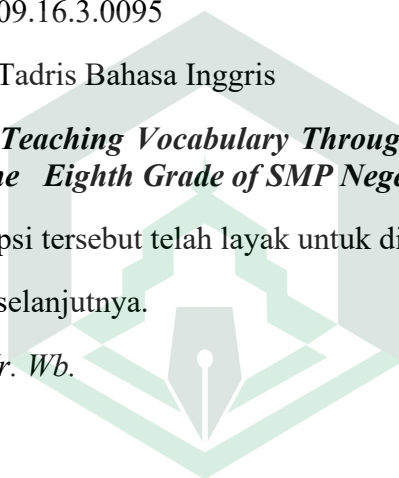 09.16.3.0095
Tadris Bahasa Inggris
Teaching Vocabulary Throug
Eighth Grade of SMP Nege
tersebut telah layak untuk di
selanjutnya.
Wb.